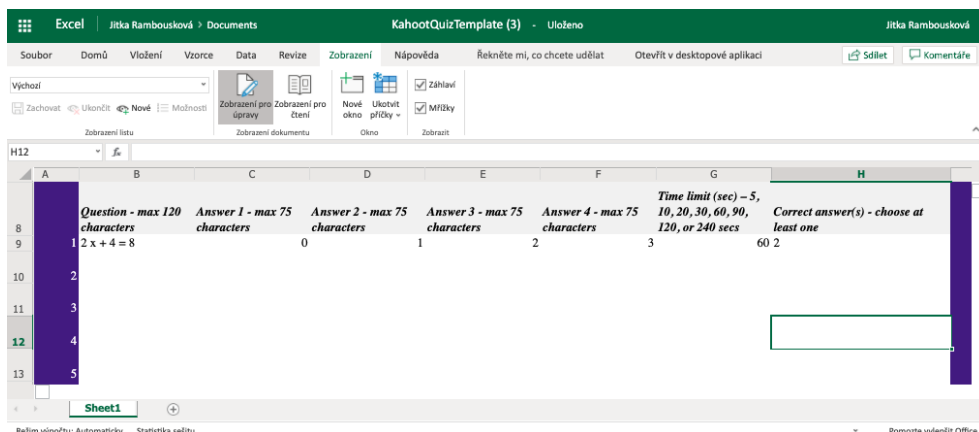 Excel Jitka Rambousková > Documents KahootQuizTemplate (3) - Uloženo Jitka Rambousková
Soubor Domů Vložení Vzorce Data Revize Zobrazení Nápověda Řekněte mi, co chcete udělat Otevřít v desktopové aplikaci Sdílet Komentáře
Výchozí
Zachovat Ukončit Nové Možnosti
Zobrazení pro úpravy
Zobrazení pro čtení
Nové okno
Ukotvit příčky
Záhlaví
Mřížky
Zobrazení listu Zobrazení dokumentu Okno Zobrazit
H12 fx
A B C D E F G H
8 Question - max 120 characters Answer 1 - max 75 characters Answer 2 - max 75 characters Answer 3 - max 75 characters Answer 4 - max 75 characters Time limit (sec) – 5, 10, 20, 30, 60, 90, 120, or 240 secs Correct answer(s) - choose at least one
9 1 2 x + 4 = 8 0 1 2 3 60 2
10 2
11 3
12 4
13 5
Sheet1
Režim výpočtu: Automaticky Statistika sešitu Pomozte vylepšit Office